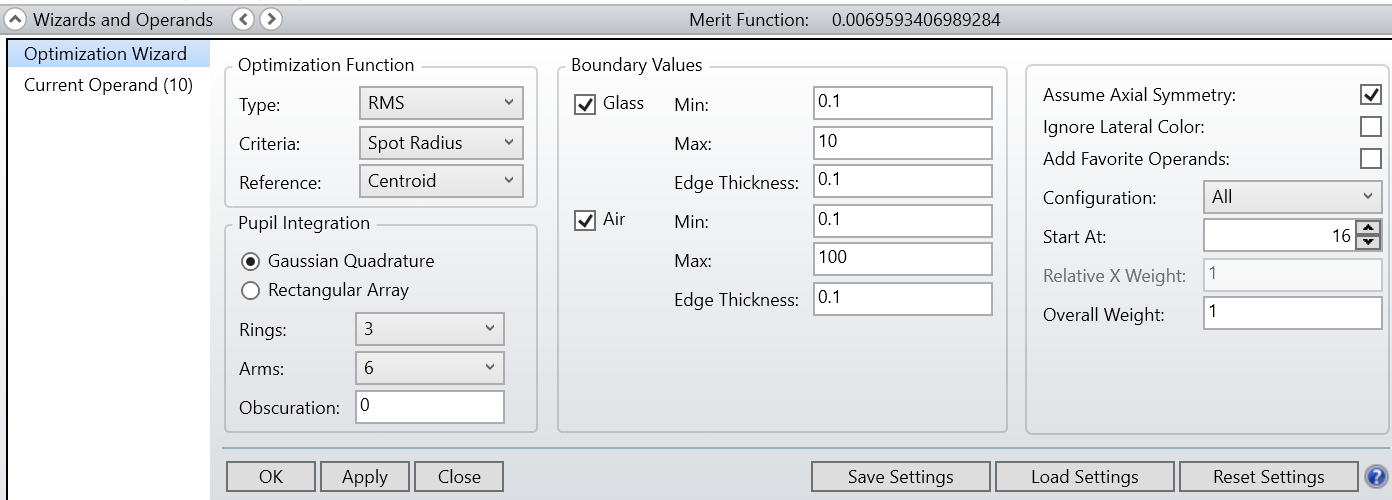 Wizards and Operands
Merit Function: 0.0069593406989284
Optimization Wizard
Current Operand (10)
Optimization Function
Type: RMS
Criteria: Spot Radius
Reference: Centroid
Pupil Integration
Gaussian Quadrature
Rectangular Array
Rings: 3
Arms: 6
Obscuration: 0
Boundary Values
Glass Min: 0.1
Max: 10
Edge Thickness: 0.1
Air Min: 0.1
Max: 100
Edge Thickness: 0.1
Assume Axial Symmetry:
Ignore Lateral Color:
Add Favorite Operands:
Configuration: All
Start At: 16
Relative X Weight: 1
Overall Weight: 1
OK Apply Close Save Settings Load Settings Reset Settings ?